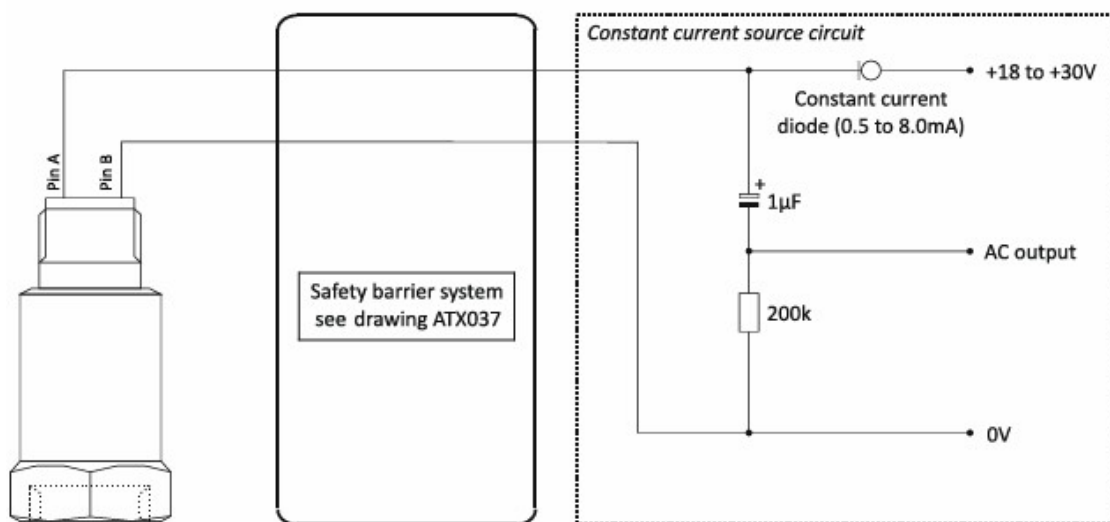 Constant current source circuit
+18 to +30V
Constant current
diode (0.5 to 8.0mA)
Pin A
Pin B
+
1µF
AC output
Safety barrier system
see drawing ATX037
200k
0V